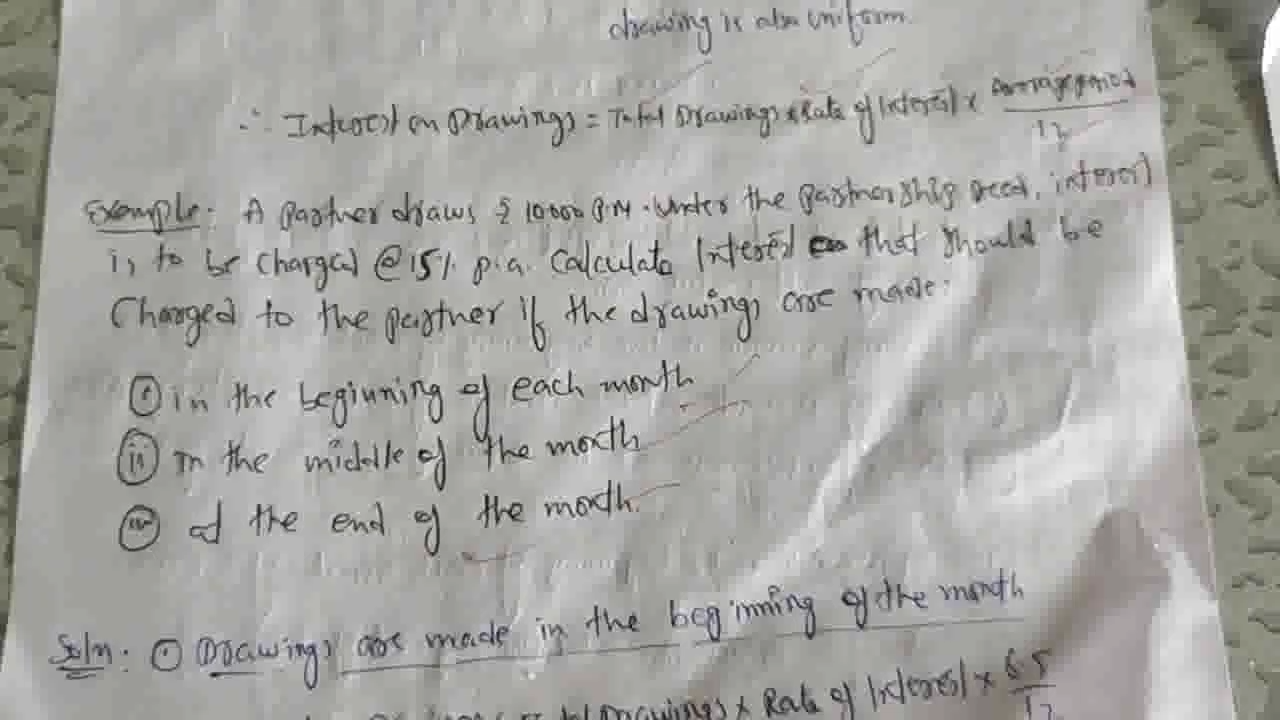 drawing is also uniform.
∴ Interest on Drawings = Total Drawings x Rate of Interest x Average period / 12
Example: A partner draws ₹ 10000 P.M. Under the partnership deed, interest
is to be charged @ 15% p.a. Calculate Interest that should be
Charged to the partner if the drawings are made:
(i) in the beginning of each month
(ii) In the middle of the month
(iii) at the end of the month.
Soln: (i) Drawings are made in the beginning of the month
Drawings x Rate of Interest x 6.5 / 12